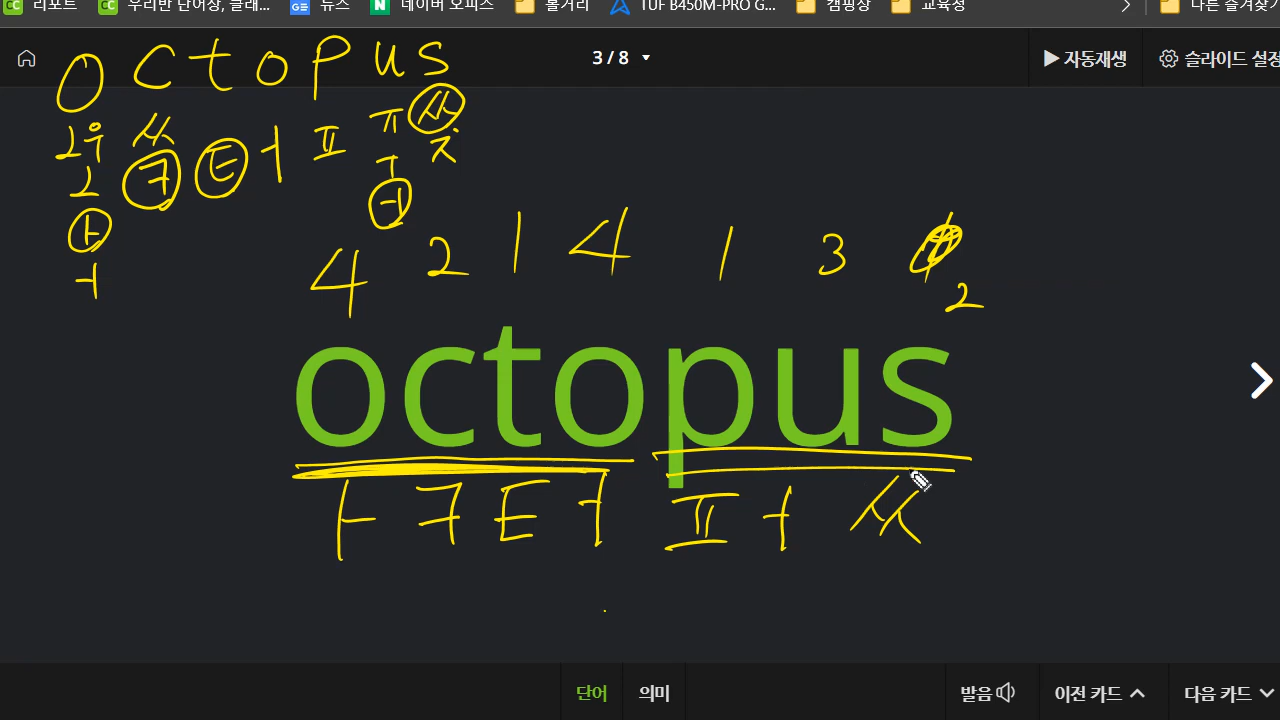 리포트 우리반 단어장, 클래... 뉴스 네이버 오피스 볼거리 TUF B450M-PRO G... 캠핑장 교육청 다른 즐겨찾기
3 / 8 자동재생 슬라이드 설정
o c t o p u s
오우 ㅆ ㅌ ㅓ ㅍ ㅠ ㅆ
오 ㅋ ㅜ ㅈ
ㅏ ㅓ
ㅓ
4 2 1 4 1 3 2
octopus
ㅏ ㅋ ㅌ ㅓ ㅍ ㅓ ㅆ
단어 의미 발음 이전 카드 다음 카드